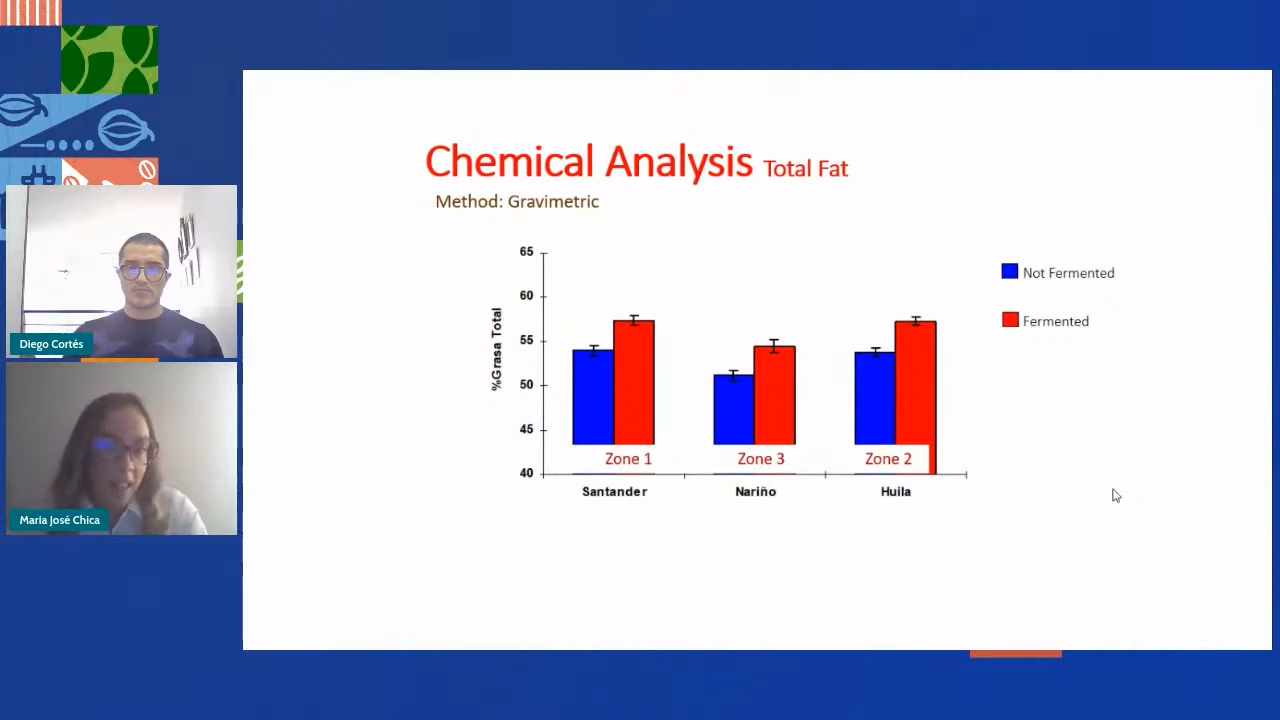 Chemical Analysis Total Fat
Method: Gravimetric
65
60
55
50
45
40
%Grasa Total
Not Fermented
Fermented
Zone 1
Zone 3
Zone 2
Santander
Nariño
Huila
Diego Cortés
Maria José Chica